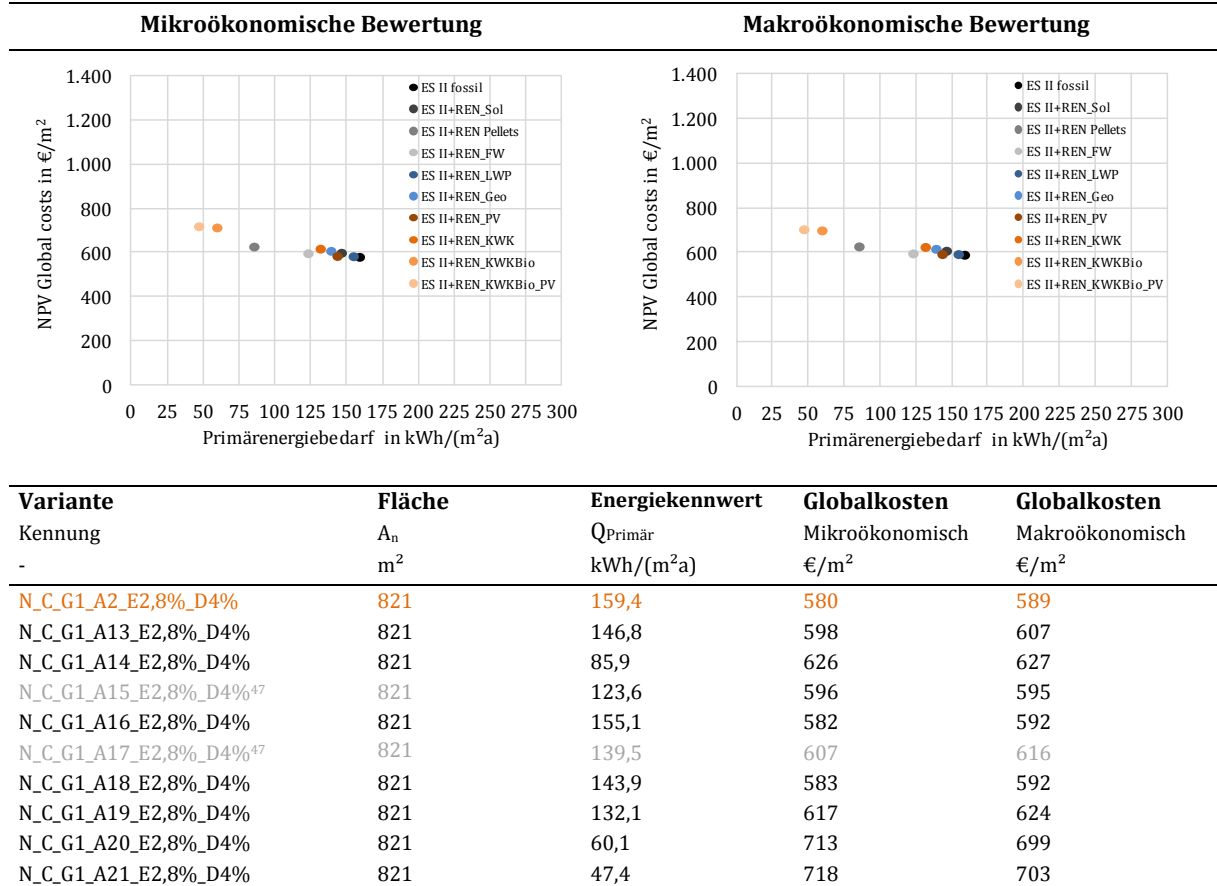 Mikroökonomische Bewertung
Makroökonomische Bewertung
NPV Global costs in €/m²
1.400
1.200
1.000
800
600
400
200
0
0 25 50 75 100 125 150 175 200 225 250 275 300
Primärenergiebedarf in kWh/(m²a)
ES II fossil
ES II+REN_Sol
ES II+REN Pellets
ES II+REN_FW
ES II+REN_LWP
ES II+REN_Geo
ES II+REN_PV
ES II+REN_KWK
ES II+REN_KWKBio
ES II+REN_KWKBio_PV
NPV Global costs in €/m²
1.400
1.200
1.000
800
600
400
200
0
0 25 50 75 100 125 150 175 200 225 250 275 300
Primärenergiebedarf in kWh/(m²a)
ES II fossil
ES II+REN_Sol
ES II+REN Pellets
ES II+REN_FW
ES II+REN_LWP
ES II+REN_Geo
ES II+REN_PV
ES II+REN_KWK
ES II+REN_KWKBio
ES II+REN_KWKBio_PV
Variante Fläche Energiekennwert Globalkosten Globalkosten
Kennung Aₙ QPrimär Mikroökonomisch Makroökonomisch
- m² kWh/(m²a) €/m² €/m²
N_C_G1_A2_E2,8%_D4% 821 159,4 580 589
N_C_G1_A13_E2,8%_D4% 821 146,8 598 607
N_C_G1_A14_E2,8%_D4% 821 85,9 626 627
N_C_G1_A15_E2,8%_D4%⁴⁷ 821 123,6 596 595
N_C_G1_A16_E2,8%_D4% 821 155,1 582 592
N_C_G1_A17_E2,8%_D4%⁴⁷ 821 139,5 607 616
N_C_G1_A18_E2,8%_D4% 821 143,9 583 592
N_C_G1_A19_E2,8%_D4% 821 132,1 617 624
N_C_G1_A20_E2,8%_D4% 821 60,1 713 699
N_C_G1_A21_E2,8%_D4% 821 47,4 718 703